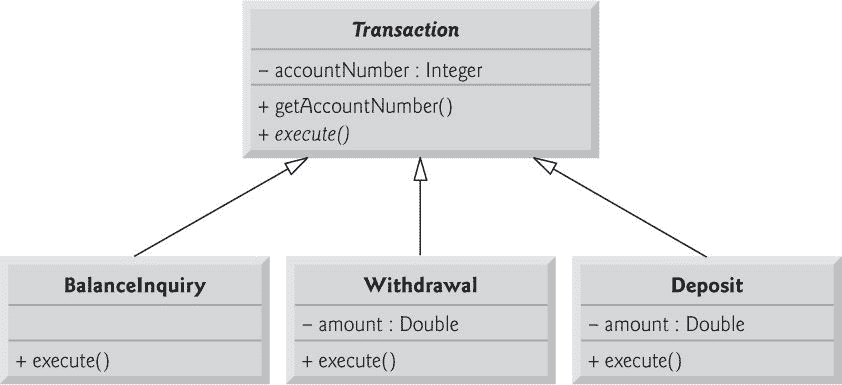 Transaction
– accountNumber : Integer
+ getAccountNumber()
+ execute()
BalanceInquiry
+ execute()
Withdrawal
– amount : Double
+ execute()
Deposit
– amount : Double
+ execute()